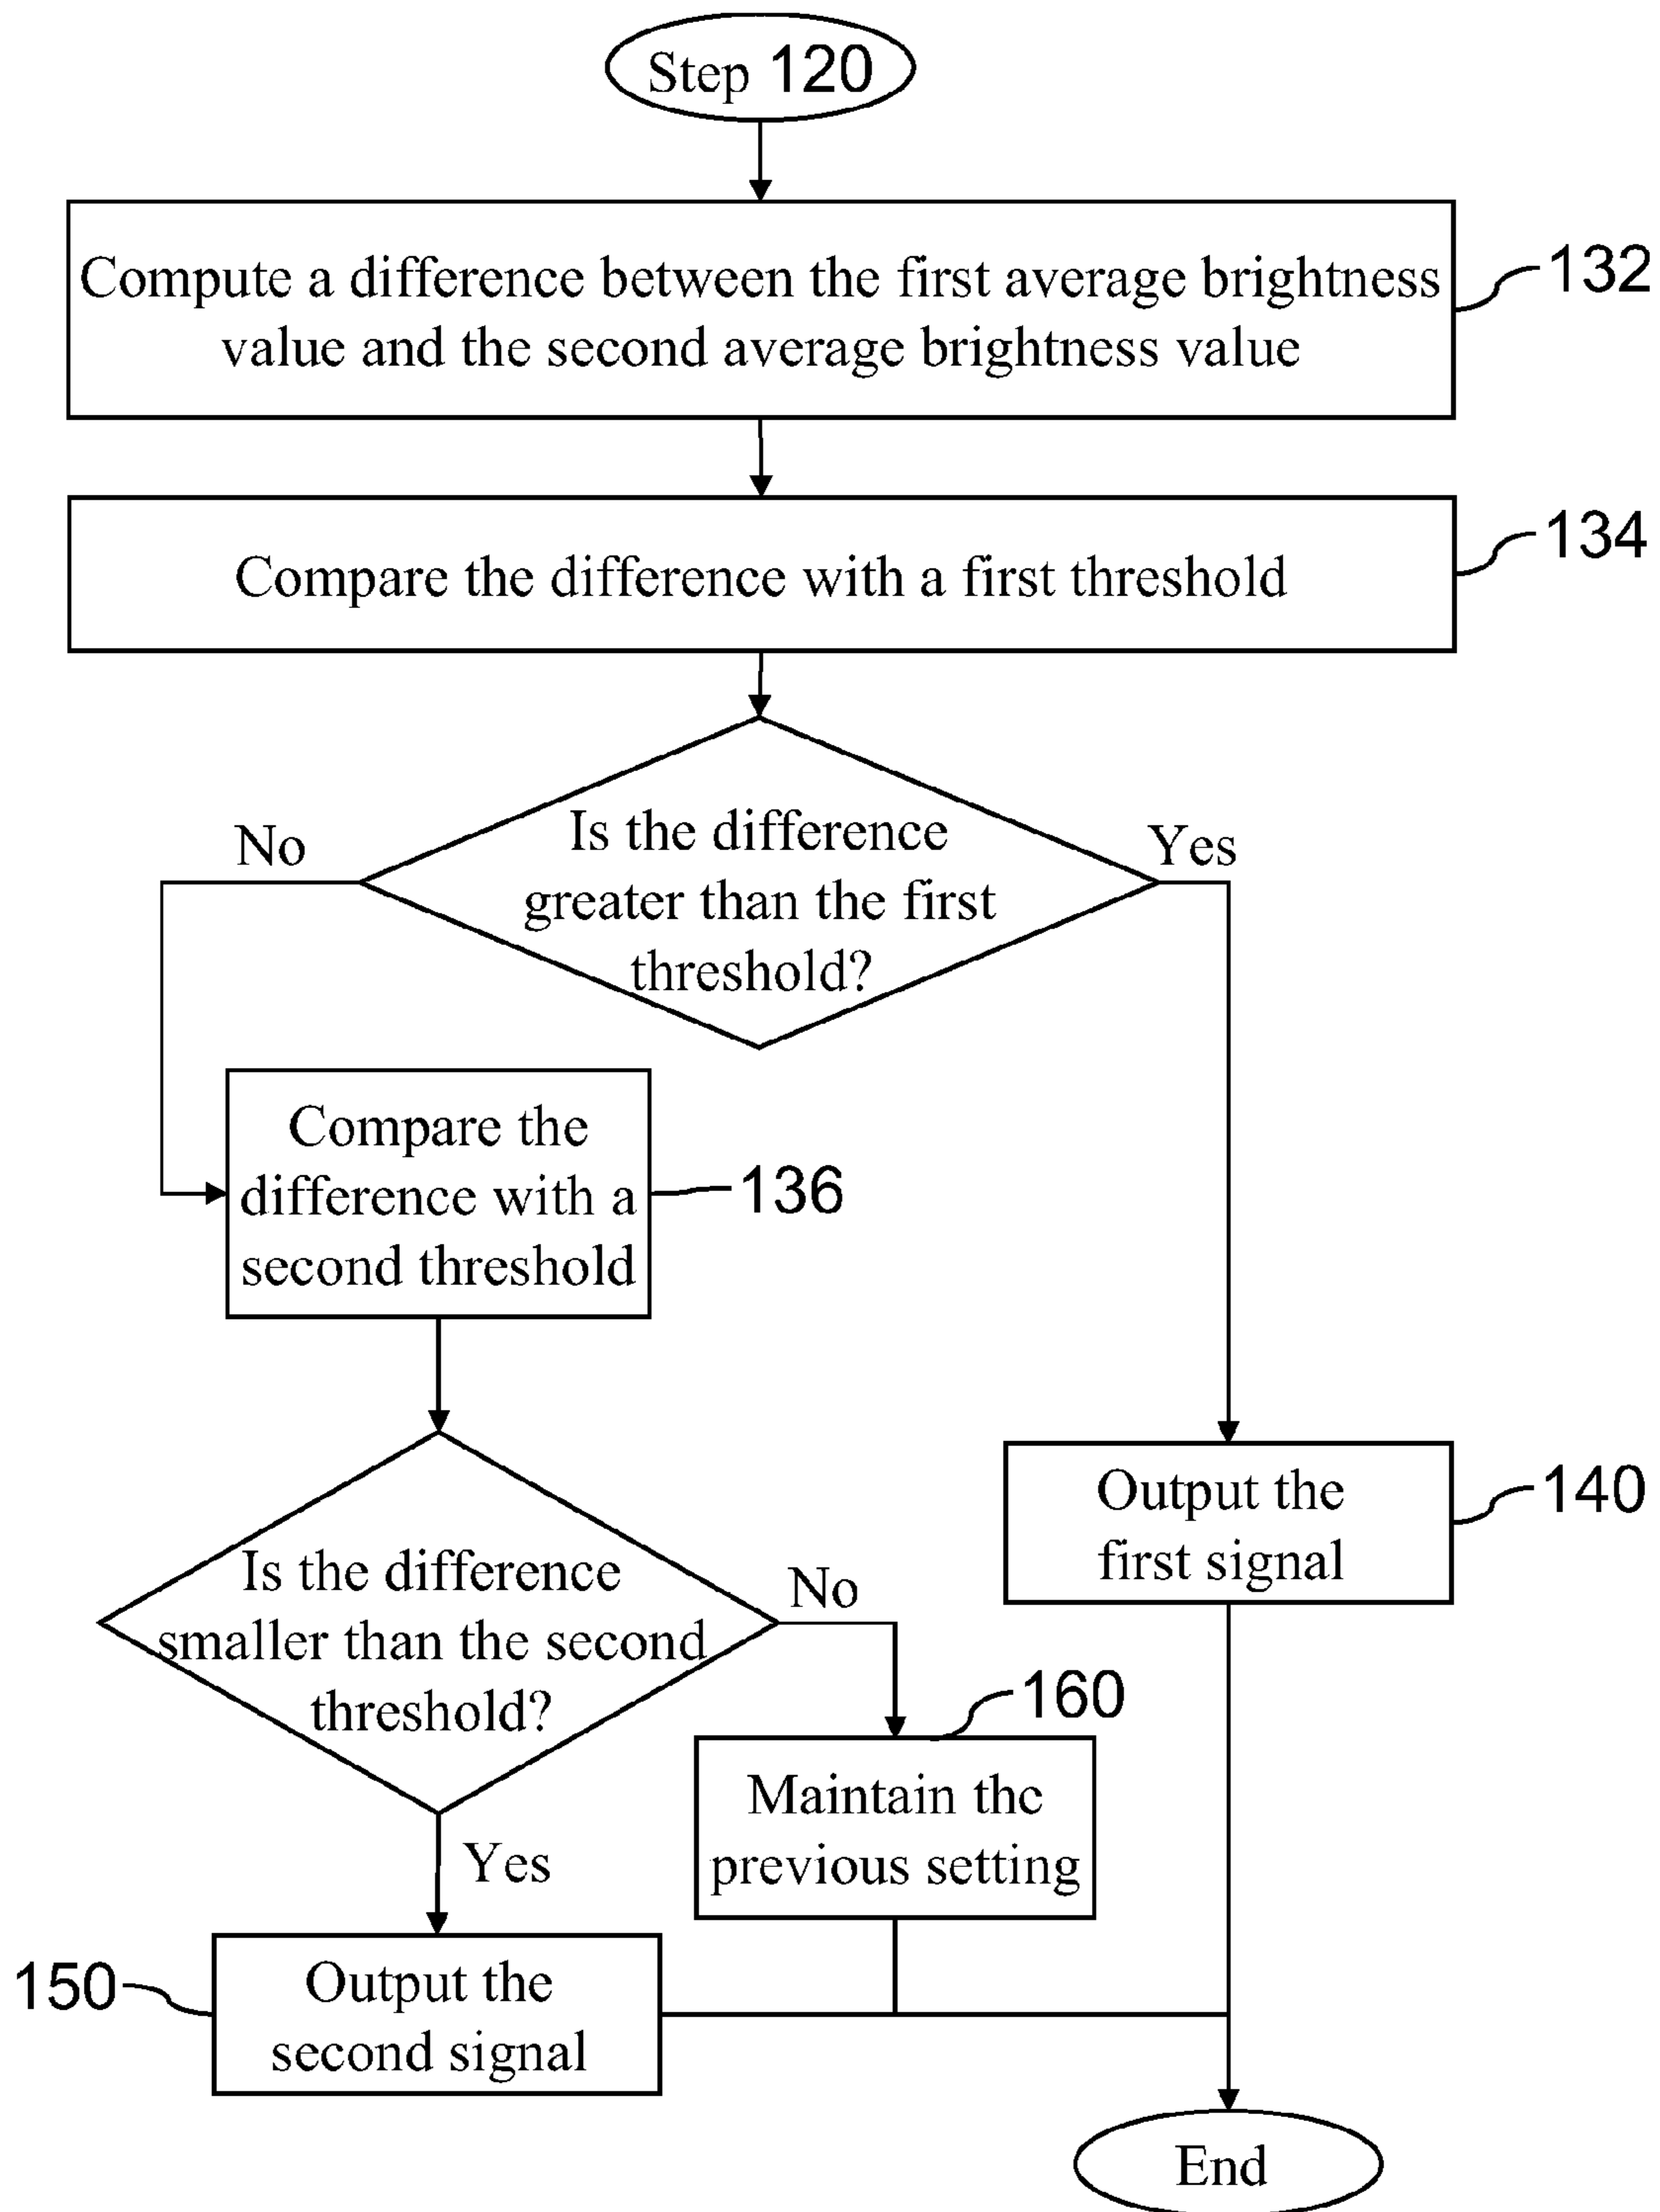 Step 120
Compute a difference between the first average brightness
value and the second average brightness value
132
Compare the difference with a first threshold
134
Is the difference
greater than the first
threshold?
No
Yes
Compare the
difference with a
second threshold
136
Is the difference
smaller than the second
threshold?
No
Yes
Output the
first signal
140
160
Maintain the
previous setting
150
Output the
second signal
End